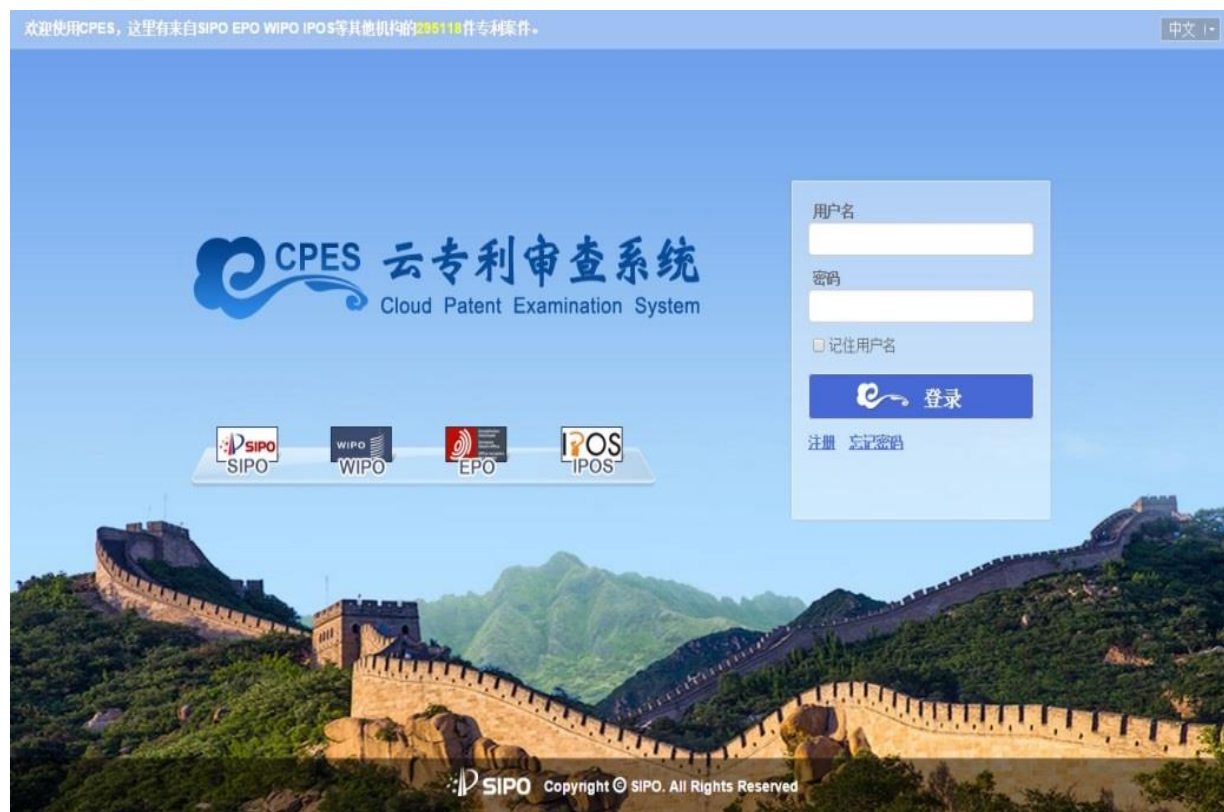 欢迎使用CPES，这里有来自SIPO EPO WIPO IPOS等其他机构的295118件专利案件。
中文
用户名
密码
记住用户名
登录
注册 忘记密码
CPES 云专利审查系统
Cloud Patent Examination System
SIPO WIPO IPOS
SIPO WIPO EPO IPOS
SIPO Copyright © SIPO. All Rights Reserved